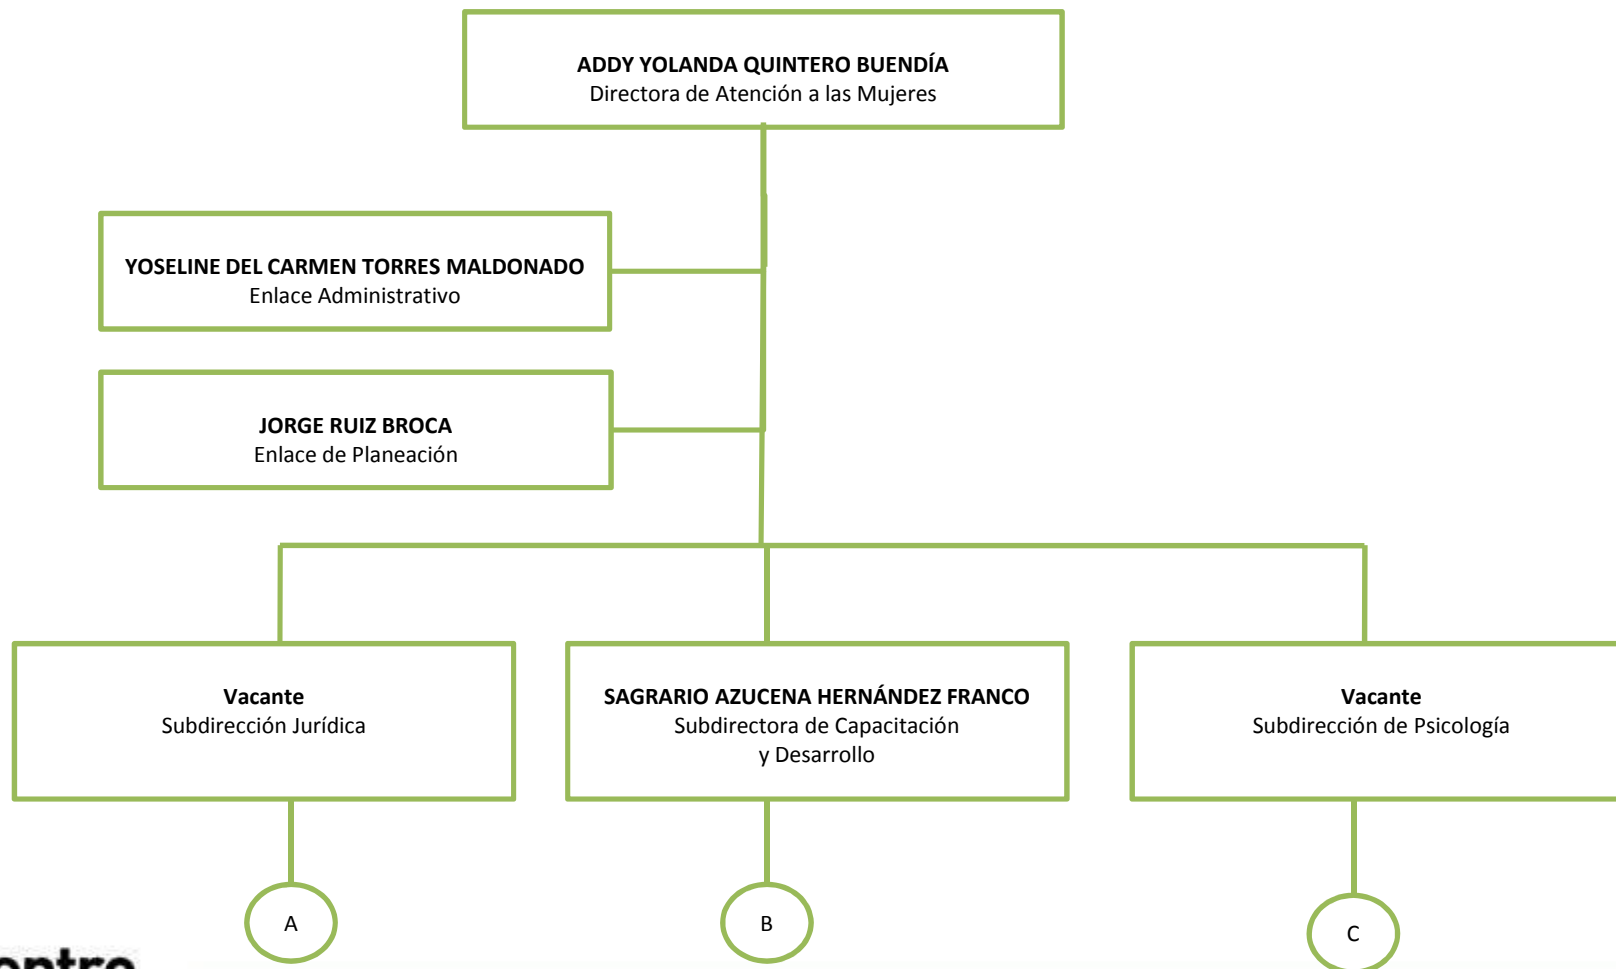 ADDY YOLANDA QUINTERO BUENDÍA
Directora de Atención a las Mujeres
YOSELINE DEL CARMEN TORRES MALDONADO
Enlace Administrativo
JORGE RUIZ BROCA
Enlace de Planeación
Vacante
Subdirección Jurídica
SAGRARIO AZUCENA HERNÁNDEZ FRANCO
Subdirectora de Capacitación
y Desarrollo
Vacante
Subdirección de Psicología
A
B
C